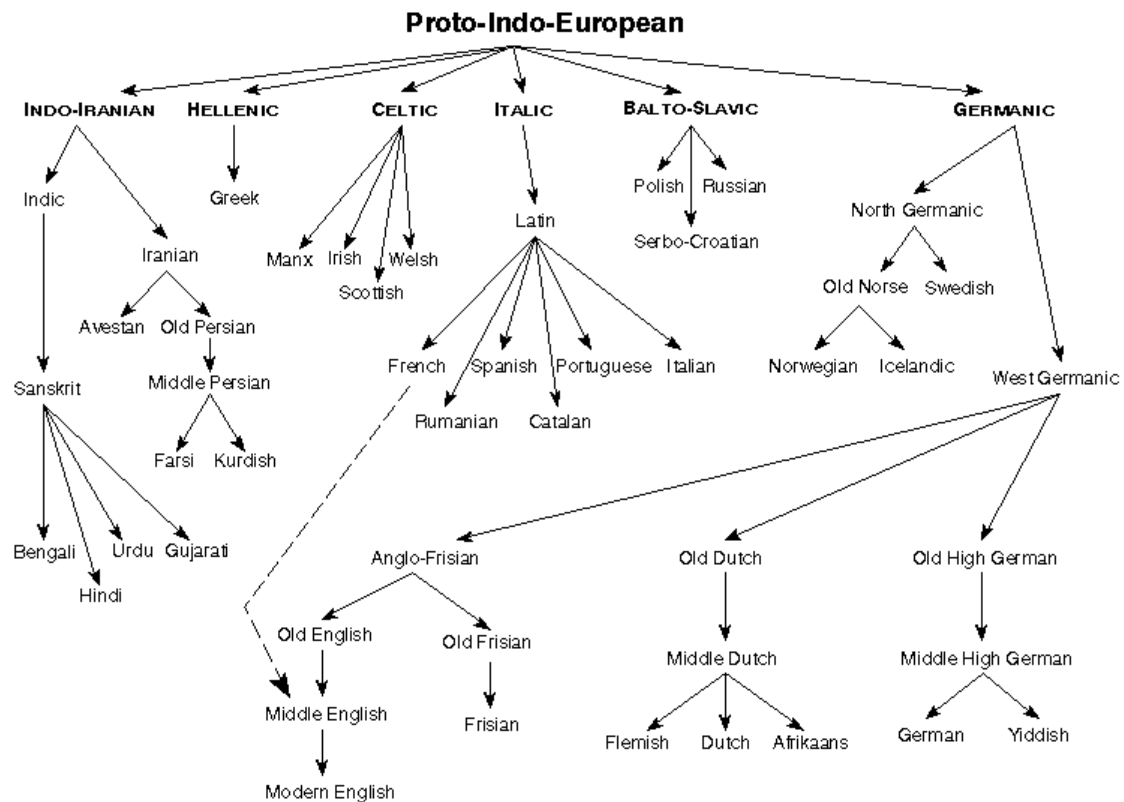 Proto-Indo-European
INDO-IRANIAN HELLENIC CELTIC ITALIC BALTO-SLAVIC GERMANIC
Polish Russian
Indic Greek
North Germanic
Latin
Serbo-Croatian
Iranian Manx Irish Welsh
Scottish Old Norse Swedish
Avestan Old Persian
French Spanish Portuguese Italian Norwegian Icelandic
West Germanic
Sanskrit Middle Persian
Rumanian Catalan
Farsi Kurdish
Bengali Urdu Gujarati Anglo-Frisian Old Dutch Old High German
Hindi
Old English Old Frisian
Middle Dutch Middle High German
Middle English Frisian
Flemish Dutch Afrikaans German Yiddish
Modern English